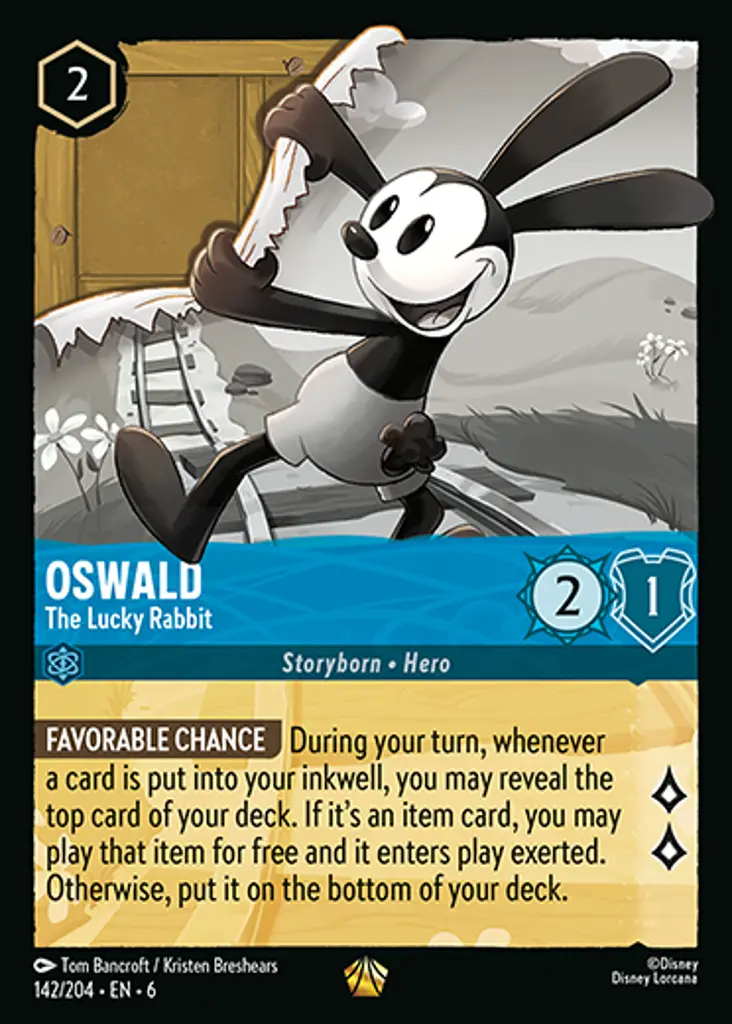 2
OSWALD
The Lucky Rabbit
2
1
Storyborn • Hero
FAVORABLE CHANCE During your turn, whenever
a card is put into your inkwell, you may reveal the
top card of your deck. If it’s an item card, you may
play that item for free and it enters play exerted.
Otherwise, put it on the bottom of your deck.
Tom Bancroft / Kristen Breshears
©Disney
142/204 • EN • 6
Disney Lorcana